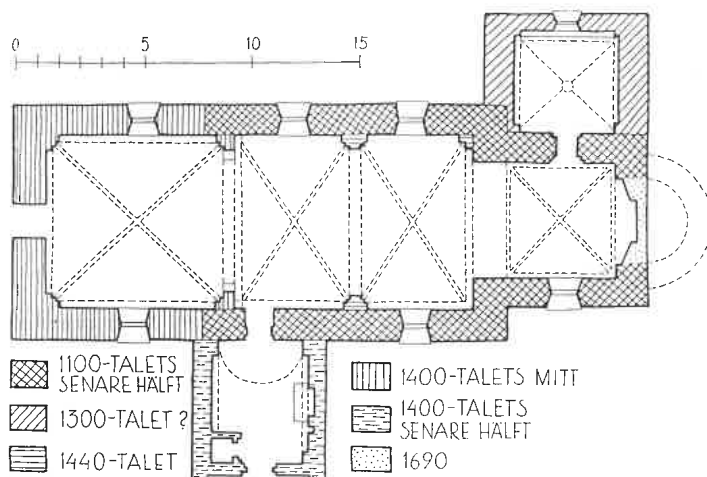 0 5 10 15
1100-TALETS
SENARE HÄLFT
1300-TALET ?
1440-TALET
1400-TALETS MITT
1400-TALETS
SENARE HÄLFT
1690